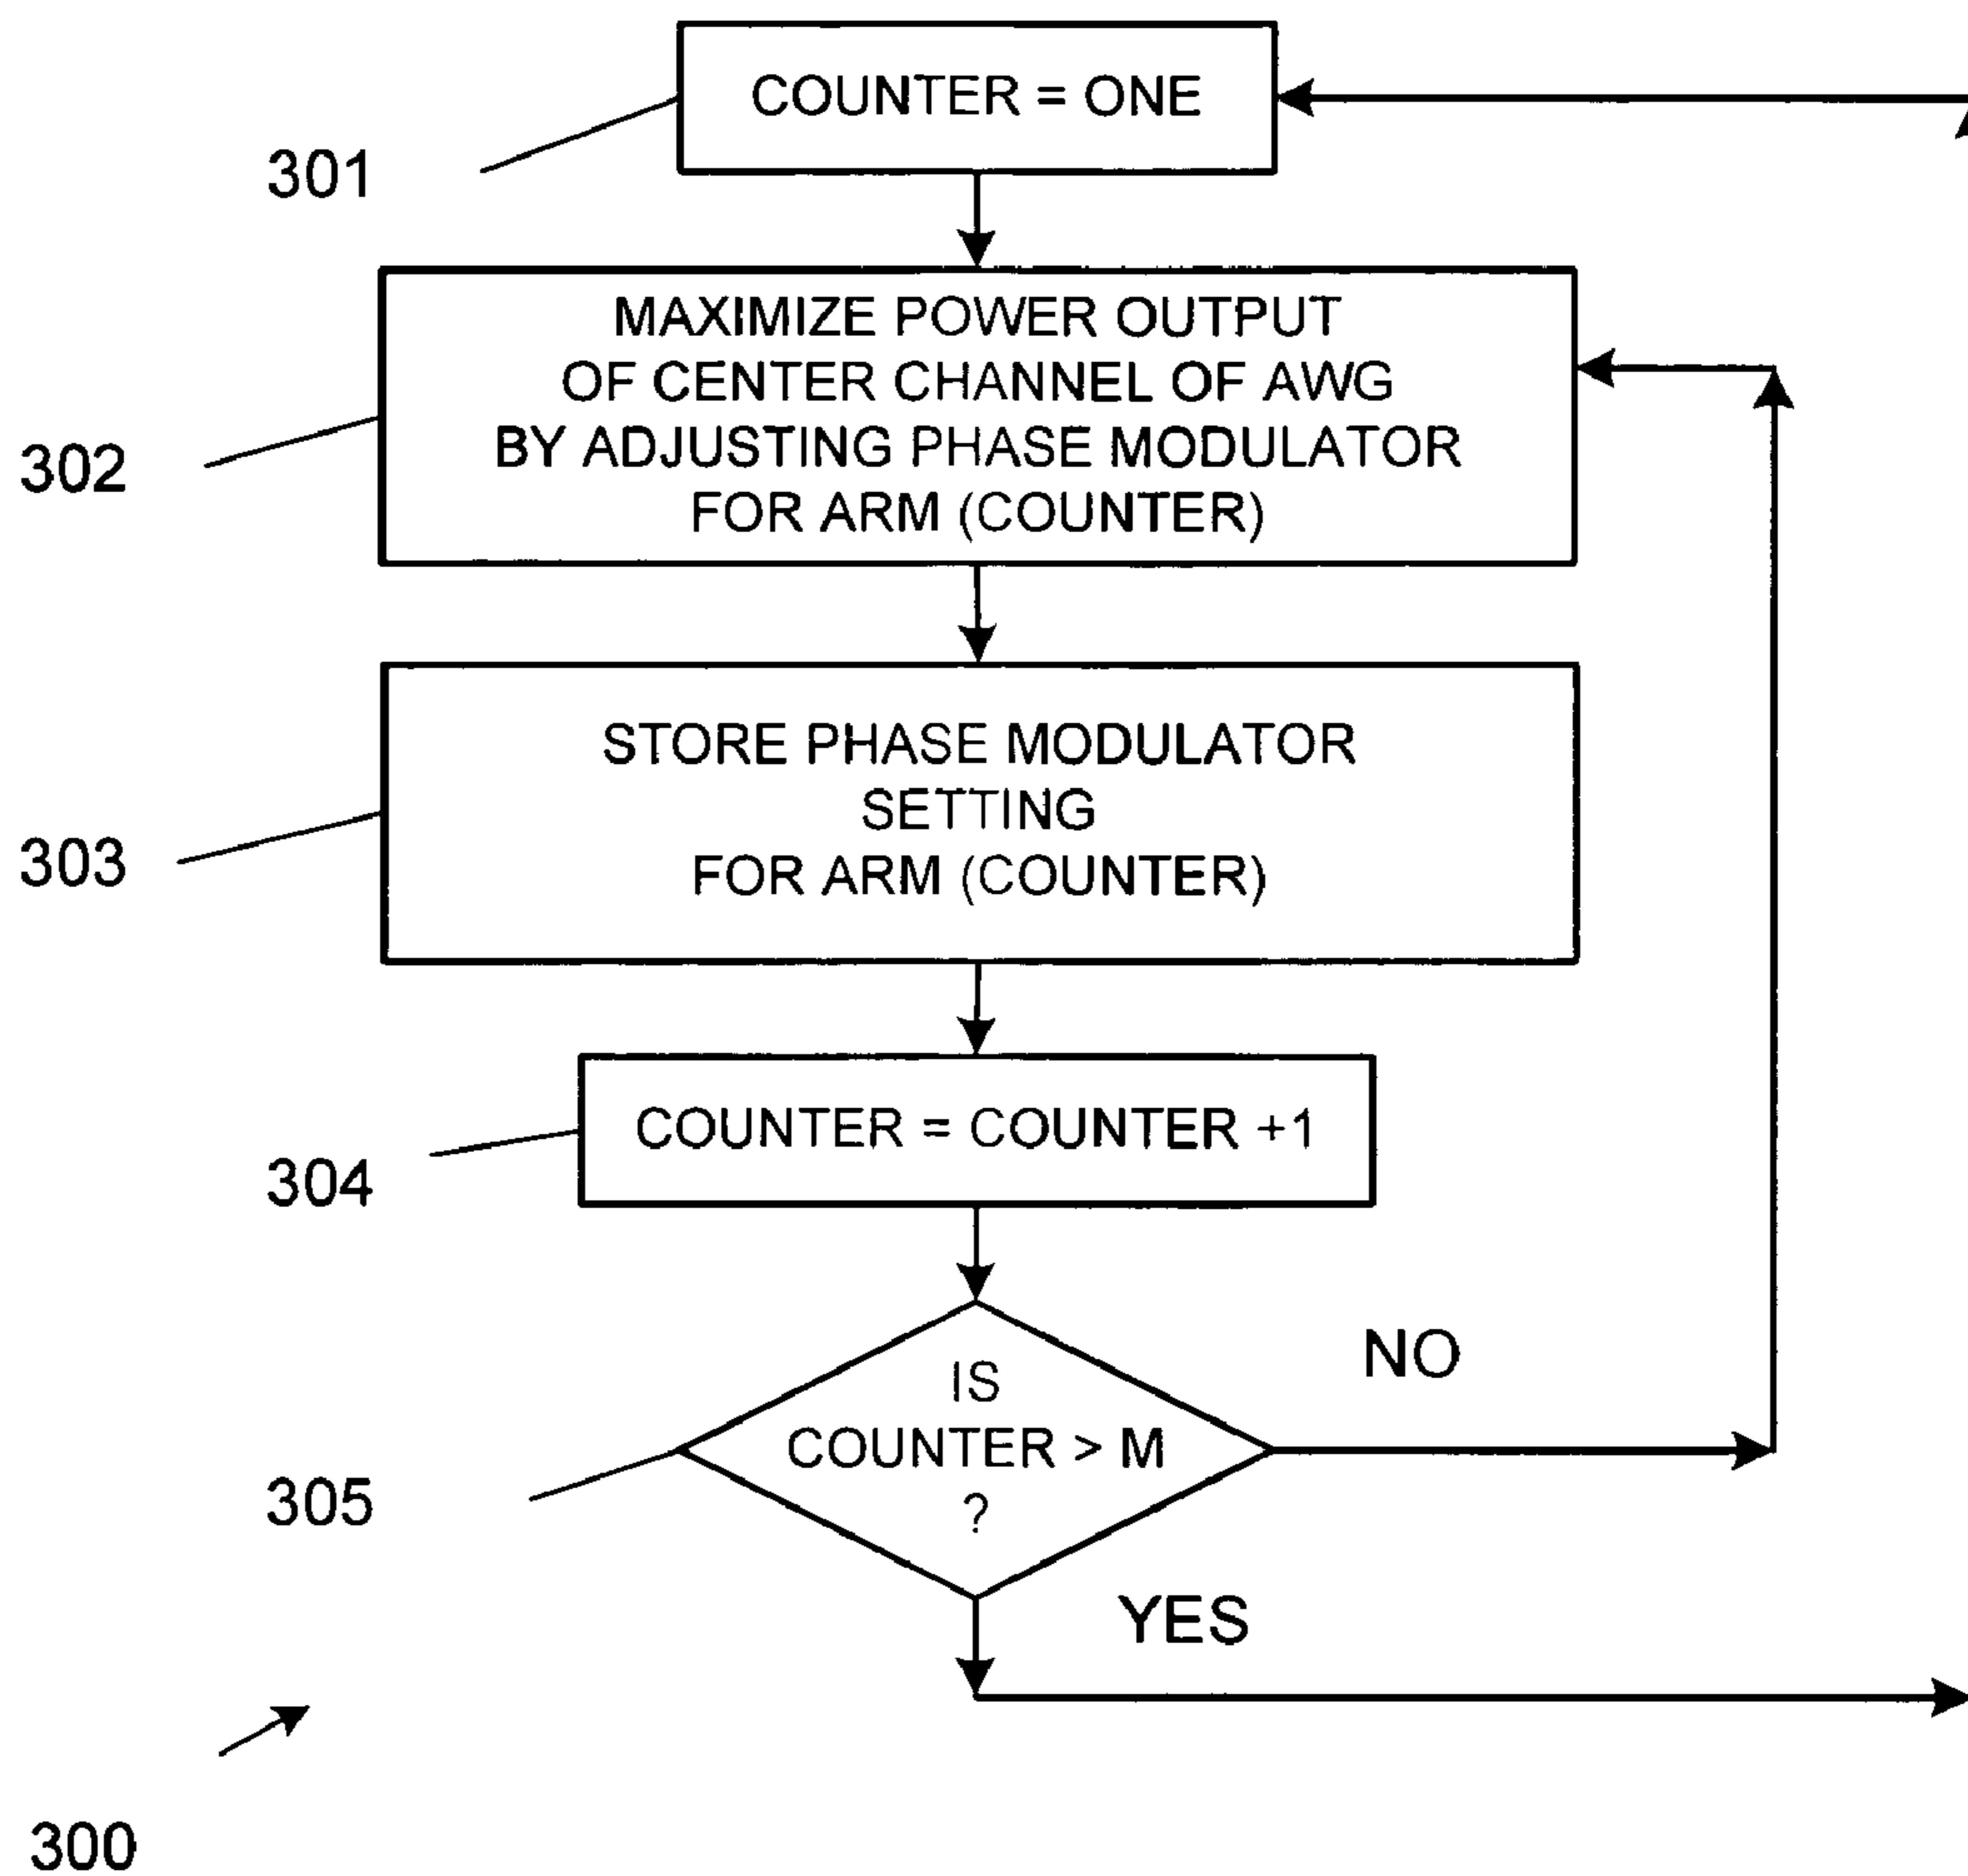 COUNTER = ONE
301
MAXIMIZE POWER OUTPUT
OF CENTER CHANNEL OF AWG
BY ADJUSTING PHASE MODULATOR
FOR ARM (COUNTER)
302
STORE PHASE MODULATOR
SETTING
FOR ARM (COUNTER)
303
COUNTER = COUNTER +1
304
IS
COUNTER > M
?
NO
305
YES
300